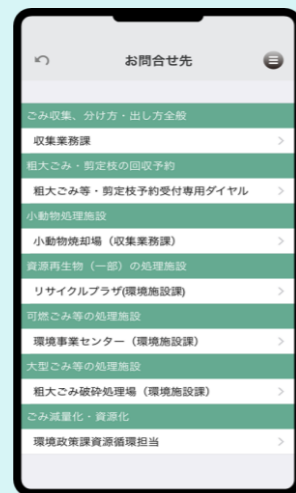 お問合せ先
ごみ収集、分け方・出し方全般
収集業務課
粗大ごみ・剪定枝の回収予約
粗大ごみ等・剪定枝予約受付専用ダイヤル
小動物処理施設
小動物焼却場（収集業務課）
資源再生物（一部）の処理施設
リサイクルプラザ(環境施設課)
可燃ごみ等の処理施設
環境事業センター（環境施設課）
大型ごみ等の処理施設
粗大ごみ破砕処理場（環境施設課）
ごみ減量化・資源化
環境政策課資源循環担当